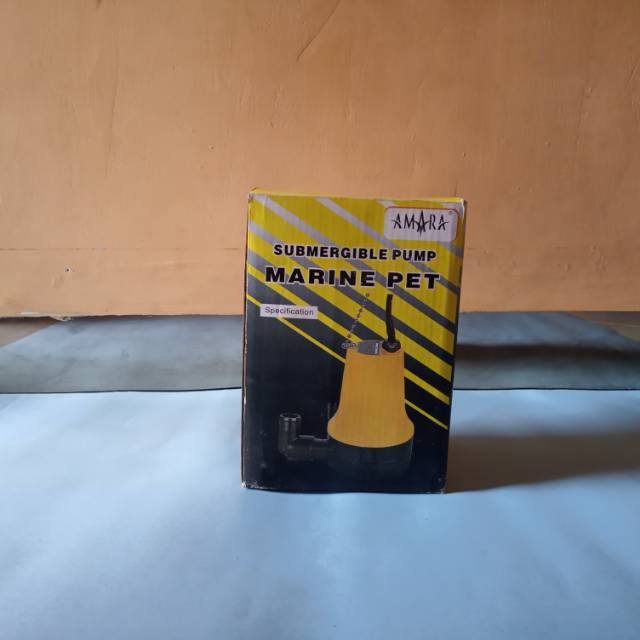 AMARA
SUBMERGIBLE PUMP
MARINE PET
Specification